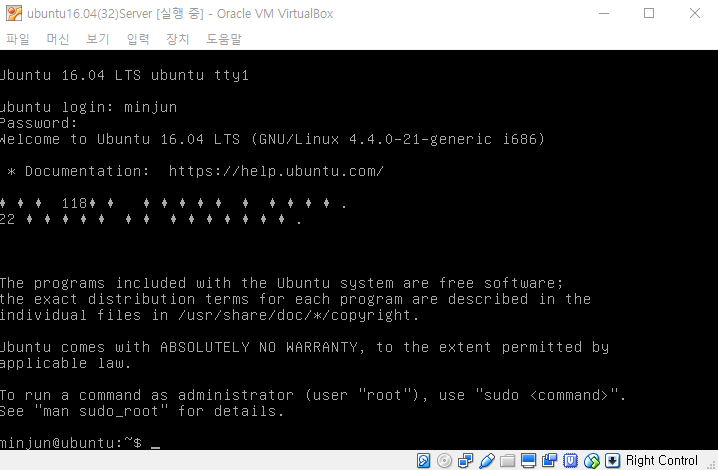 ubuntu16.04(32)Server [실행 중] - Oracle VM VirtualBox
파일 머신 보기 입력 장치 도움말
Ubuntu 16.04 LTS ubuntu tty1
ubuntu login: minjun
Password:
Welcome to Ubuntu 16.04 LTS (GNU/Linux 4.4.0-21-generic i686)
* Documentation:  https://help.ubuntu.com/
♦ ♦ ♦  118♦ ♦   ♦ ♦ ♦ ♦ ♦  ♦  ♦ ♦ ♦ ♦ .
22 ♦ ♦ ♦ ♦ ♦  ♦ ♦  ♦ ♦ ♦ ♦ ♦ ♦ ♦ .
The programs included with the Ubuntu system are free software;
the exact distribution terms for each program are described in the
individual files in /usr/share/doc/*/copyright.
Ubuntu comes with ABSOLUTELY NO WARRANTY, to the extent permitted by
applicable law.
To run a command as administrator (user "root"), use "sudo <command>".
See "man sudo_root" for details.
minjun@ubuntu:~$ _
Right Control